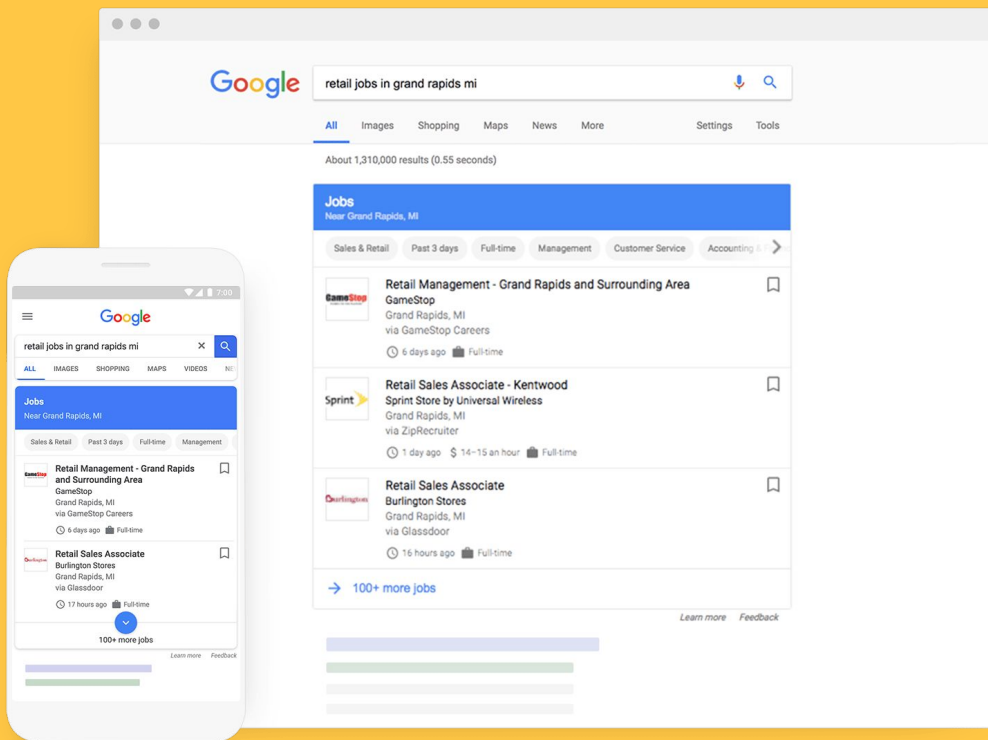 Google
retail jobs in grand rapids mi
All Images Shopping Maps News More Settings Tools
About 1,310,000 results (0.55 seconds)
Jobs
Near Grand Rapids, MI
Sales & Retail Past 3 days Full-time Management Customer Service Accounting &
GameStop
Retail Management - Grand Rapids and Surrounding Area
GameStop
Grand Rapids, MI
via GameStop Careers
6 days ago Full-time
Sprint
Retail Sales Associate - Kentwood
Sprint Store by Universal Wireless
Grand Rapids, MI
via ZipRecruiter
1 day ago $ 14–15 an hour Full-time
Burlington
Retail Sales Associate
Burlington Stores
Grand Rapids, MI
via Glassdoor
16 hours ago Full-time
100+ more jobs
Learn more Feedback
7:00
Google
retail jobs in grand rapids mi
ALL IMAGES SHOPPING MAPS VIDEOS NE
Jobs
Near Grand Rapids, MI
Sales & Retail Past 3 days Full-time Management
GameStop
Retail Management - Grand Rapids
and Surrounding Area
GameStop
Grand Rapids, MI
via GameStop Careers
6 days ago Full-time
Burlington
Retail Sales Associate
Burlington Stores
Grand Rapids, MI
via Glassdoor
17 hours ago Full-time
100+ more jobs
Learn more Feedback